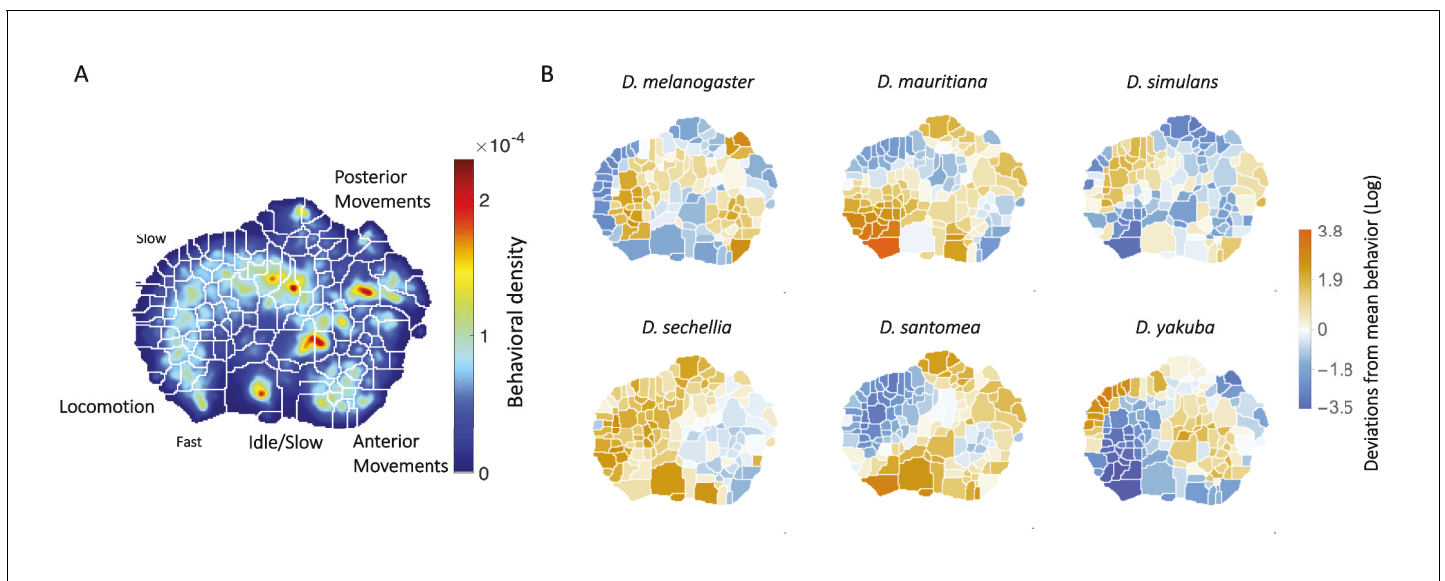 A
Posterior
Movements
Slow
Locomotion
Fast
Idle/Slow
Anterior
Movements
×10⁻⁴
2
1
0
Behavioral density
B
D. melanogaster
D. mauritiana
D. simulans
D. sechellia
D. santomea
D. yakuba
3.8
1.9
0
−1.8
−3.5
Deviations from mean behavior (Log)